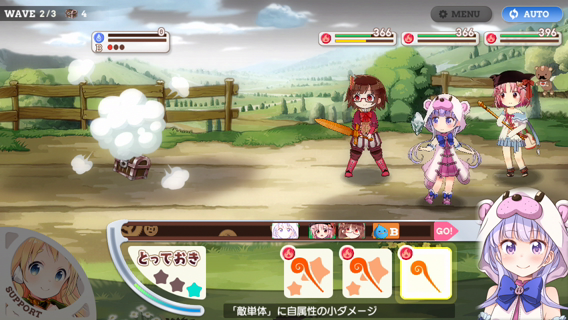 WAVE 2/3 4
MENU
AUTO
B 0
366
366
396
B GO!
とっておき
SUPPORT
「敵単体」に自属性の小ダメージ